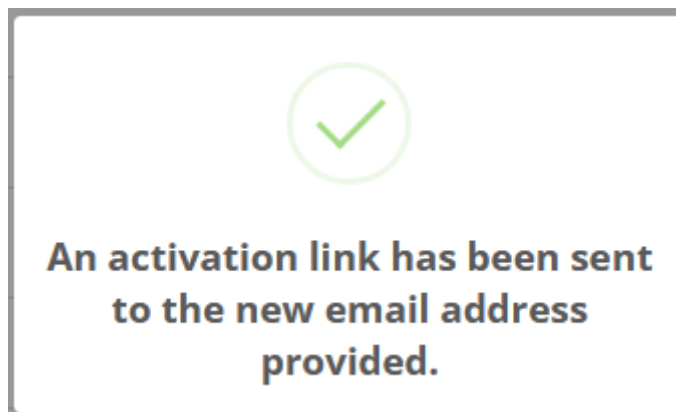 An activation link has been sent
to the new email address
provided.